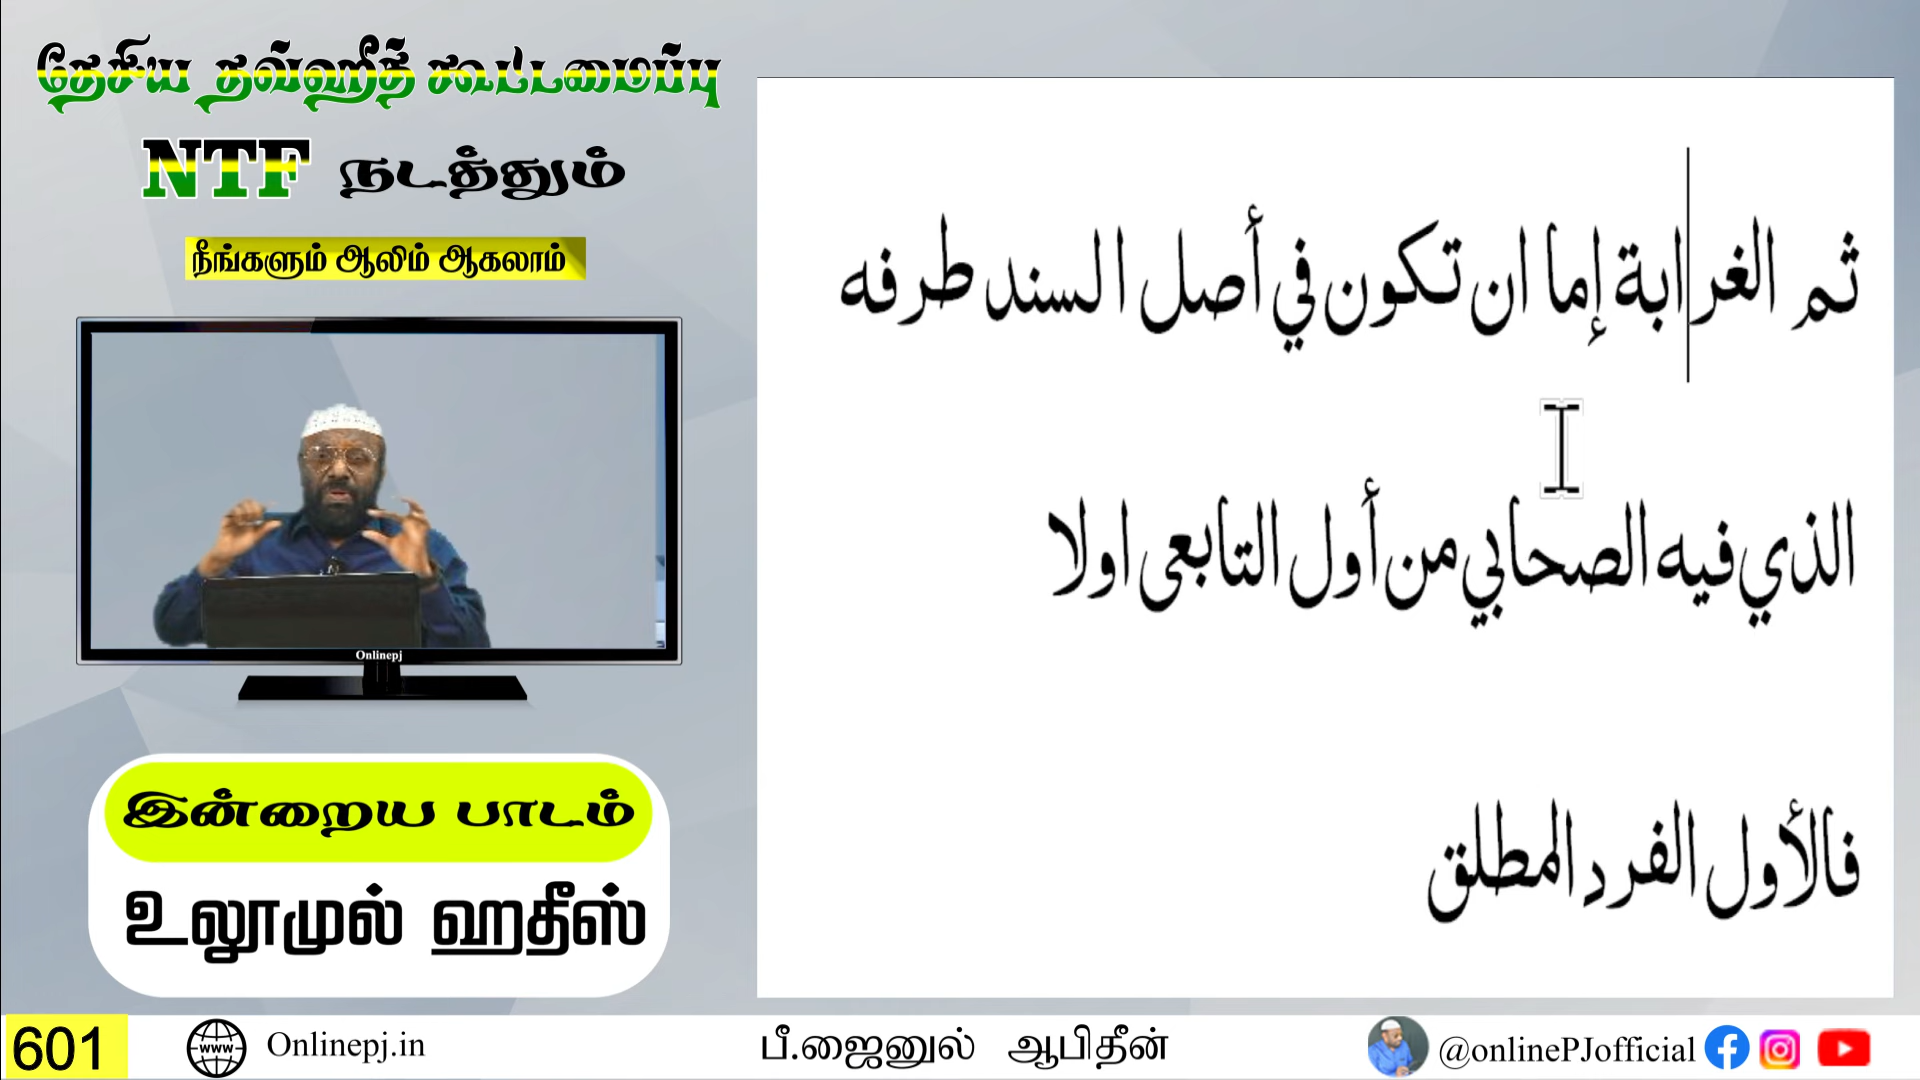 தேசிய தவ்ஹீத் கூட்டமைப்பு
NTF நடத்தும்
நீங்களும் ஆலிம் ஆகலாம்
Onlinepj
இன்றைய பாடம்
உலூமுல் ஹதீஸ்
ثم الغرابة إما ان تكون في أصل السند طرفه
الذي فيه الصحابي من أول التابعى اولا
فالأول الفرد المطلق
601
www
Onlinepj.in
பீ.ஜைனுல் ஆபிதீன்
@onlinePJofficial